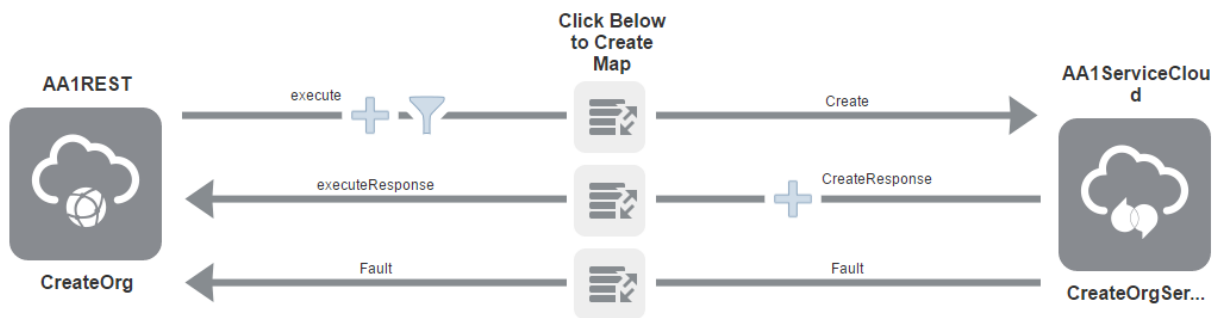 Click Below
to Create
Map
AA1REST
AA1ServiceClou
d
execute
Create
executeResponse
CreateResponse
Fault
Fault
CreateOrg
CreateOrgSer...